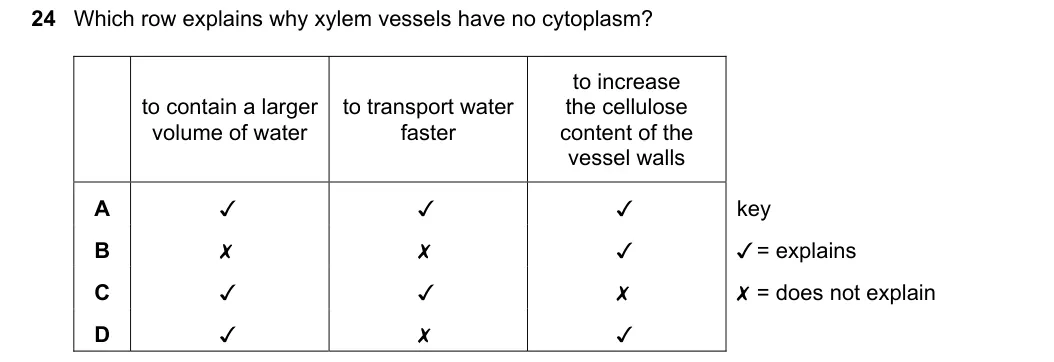 24 Which row explains why xylem vessels have no cytoplasm?
to contain a larger volume of water
to transport water faster
to increase the cellulose content of the vessel walls
A ✓ ✓ ✓ key
B ✗ ✗ ✓ ✓ = explains
C ✓ ✓ ✗ ✗ = does not explain
D ✓ ✗ ✓